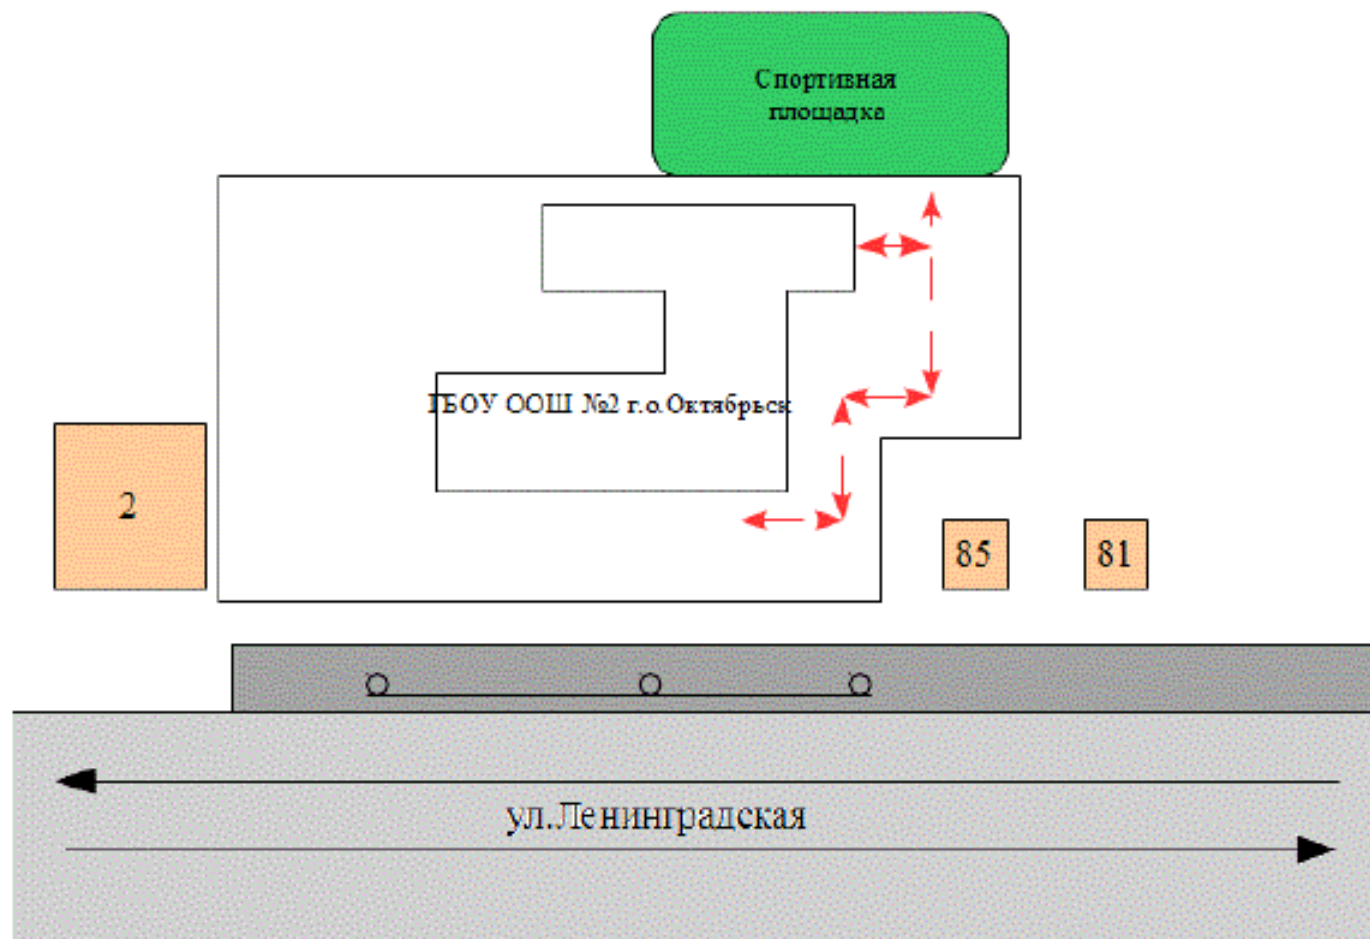 Спортивная
площадка
ГБОУ ООШ №2 г.о.Октябрьск
2
85
81
ул.Ленинградская